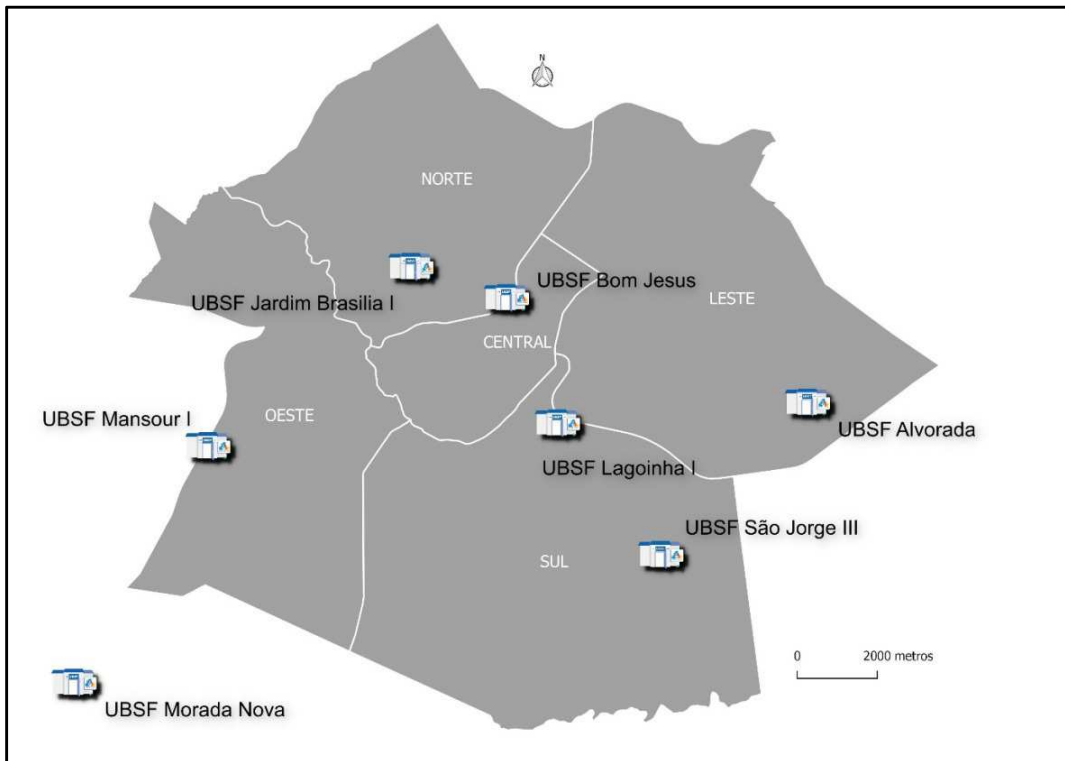 N
NORTE
UBSF Bom Jesus
UBSF Jardim Brasilia I
LESTE
CENTRAL
UBSF Mansour I
OESTE
UBSF Alvorada
UBSF Lagoinha I
UBSF São Jorge III
SUL
0 2000 metros
UBSF Morada Nova